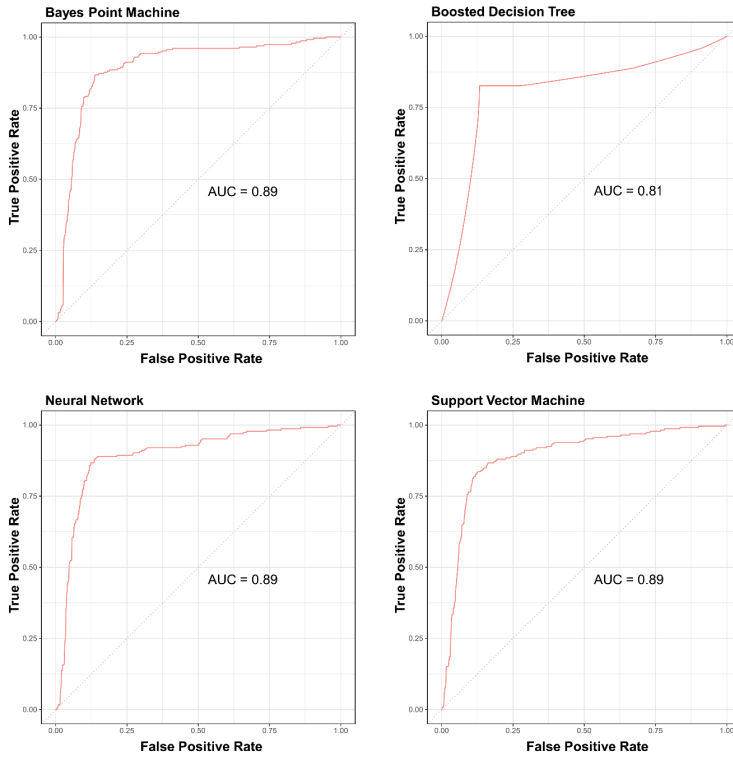 Bayes Point Machine
1.00
0.75
0.50
0.25
0.00
True Positive Rate
AUC = 0.89
0.00 0.25 0.50 0.75 1.00
False Positive Rate
Boosted Decision Tree
1.00
0.75
0.50
0.25
0.00
True Positive Rate
AUC = 0.81
0.00 0.25 0.50 0.75 1.00
False Positive Rate
Neural Network
1.00
0.75
0.50
0.25
0.00
True Positive Rate
AUC = 0.89
0.00 0.25 0.50 0.75 1.00
False Positive Rate
Support Vector Machine
1.00
0.75
0.50
0.25
0.00
True Positive Rate
AUC = 0.89
0.00 0.25 0.50 0.75 1.00
False Positive Rate